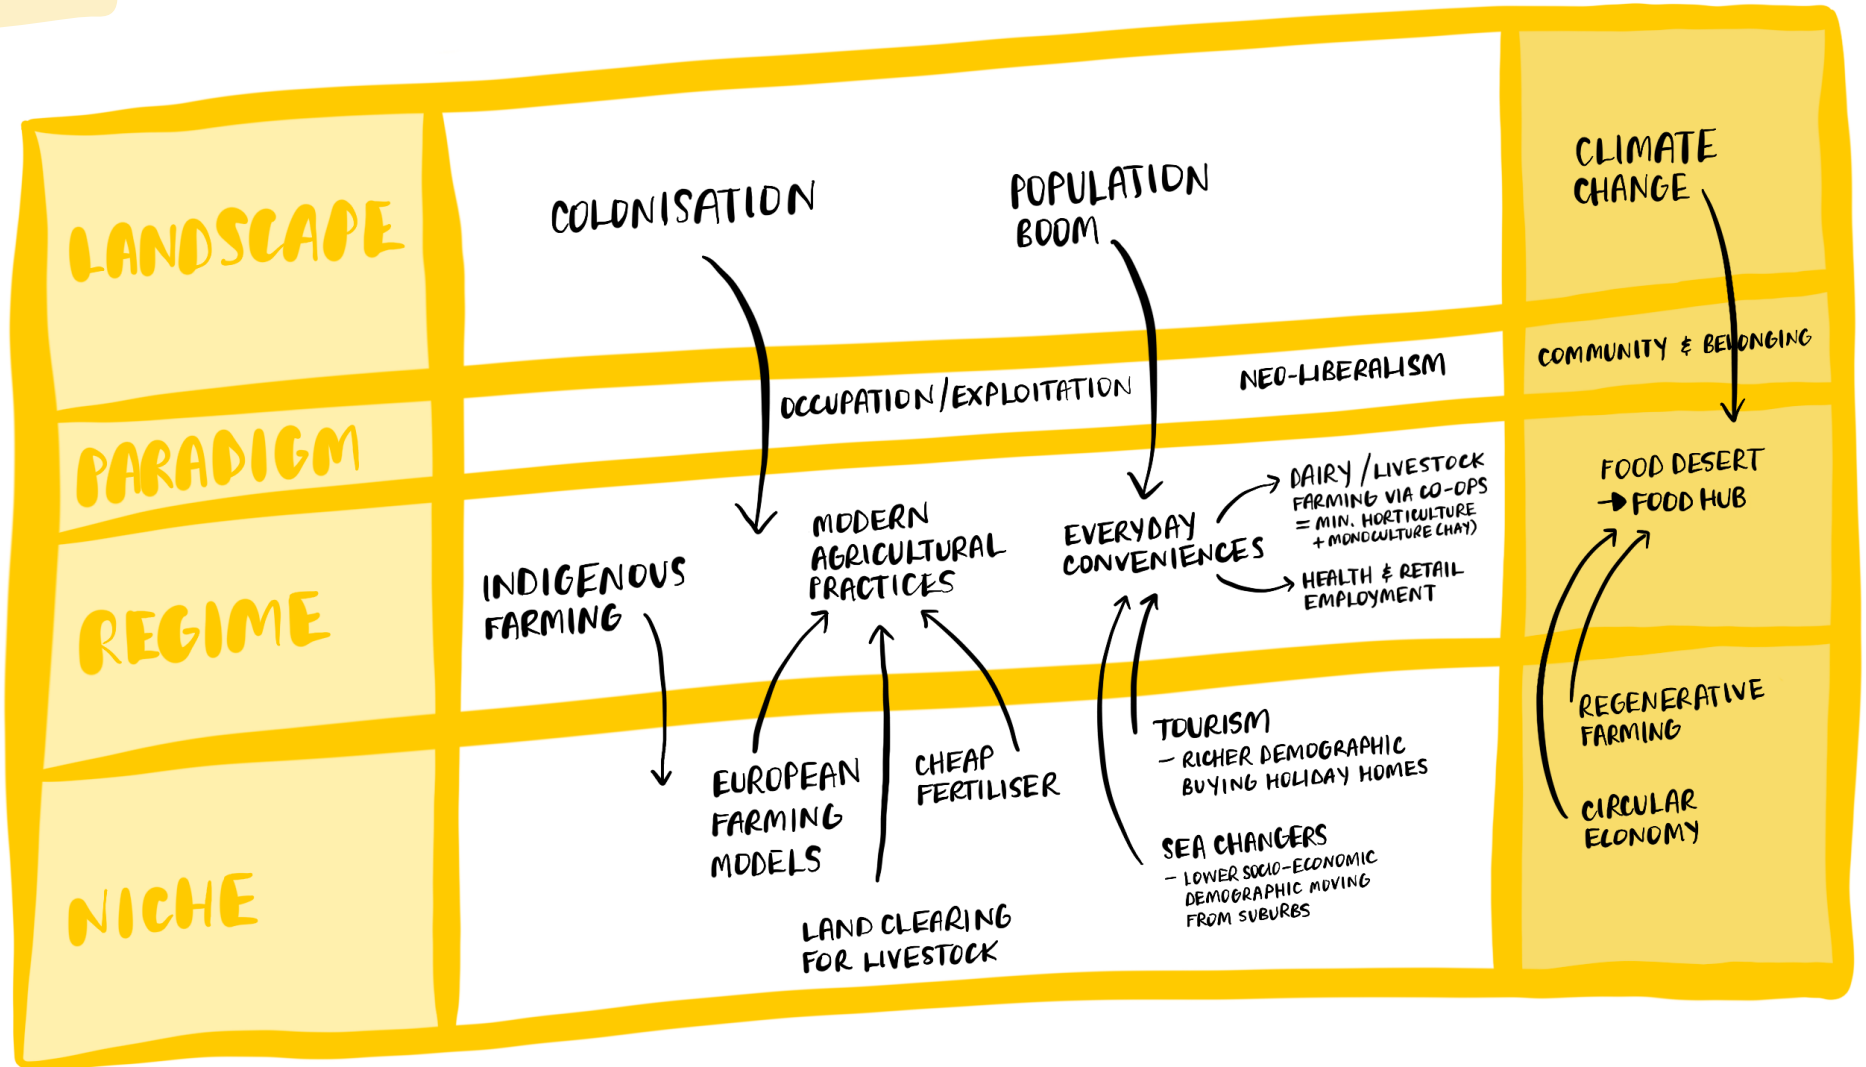 LANDSCAPE
COLONISATION
POPULATION
BOOM
CLIMATE
CHANGE
PARADIGM
OCCUPATION/EXPLOITATION
NEO-LIBERALISM
COMMUNITY & BELONGING
REGIME
INDIGENOUS
FARMING
MODERN
AGRICULTURAL
PRACTICES
EVERYDAY
CONVENIENCES
DAIRY/LIVESTOCK
FARMING VIA CO-OPS
= MIN. HORTICULTURE
+ MONOCULTURE (HAY)
HEALTH & RETAIL
EMPLOYMENT
FOOD DESERT
→ FOOD HUB
NICHE
EUROPEAN
FARMING
MODELS
LAND CLEARING
FOR LIVESTOCK
CHEAP
FERTILISER
TOURISM
- RICHER DEMOGRAPHIC
BUYING HOLIDAY HOMES
SEA CHANGERS
- LOWER SOCIO-ECONOMIC
DEMOGRAPHIC MOVING
FROM SUBURBS
REGENERATIVE
FARMING
CIRCULAR
ECONOMY